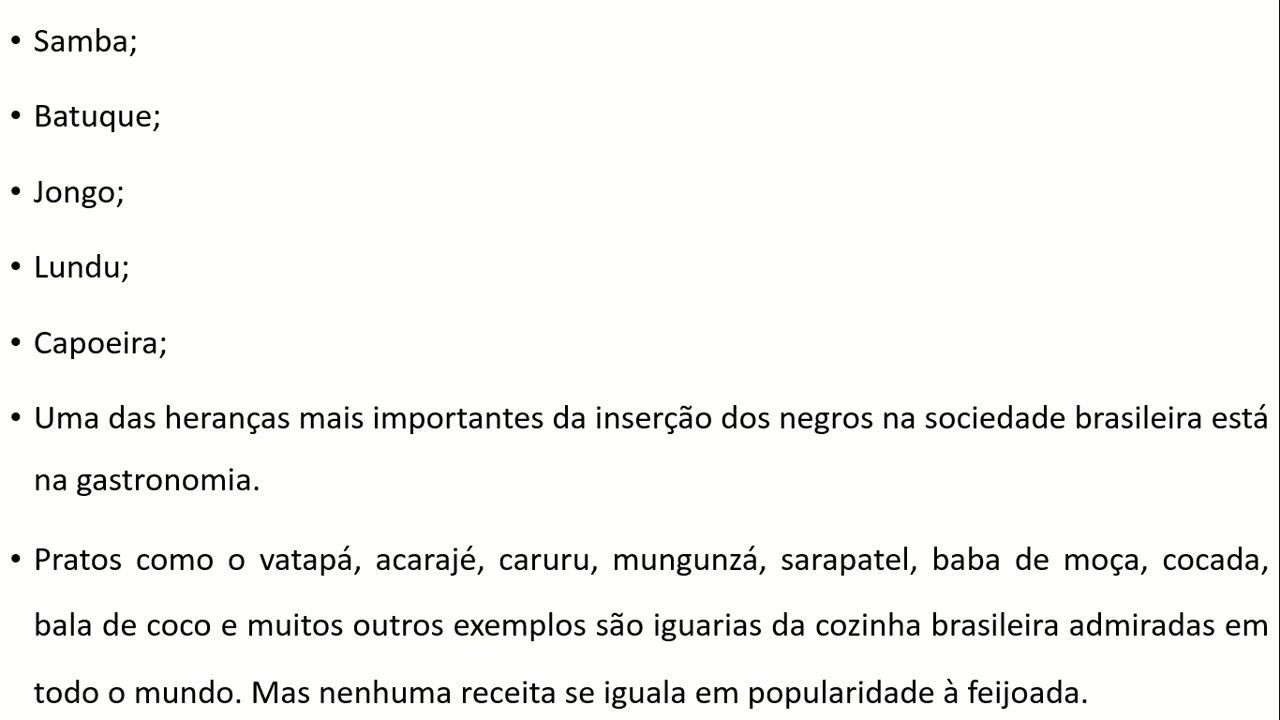 • Samba;
• Batuque;
• Jongo;
• Lundu;
• Capoeira;
• Uma das heranças mais importantes da inserção dos negros na sociedade brasileira está
na gastronomia.
• Pratos como o vatapá, acarajé, caruru, mungunzá, sarapatel, baba de moça, cocada,
bala de coco e muitos outros exemplos são iguarias da cozinha brasileira admiradas em
todo o mundo. Mas nenhuma receita se iguala em popularidade à feijoada.